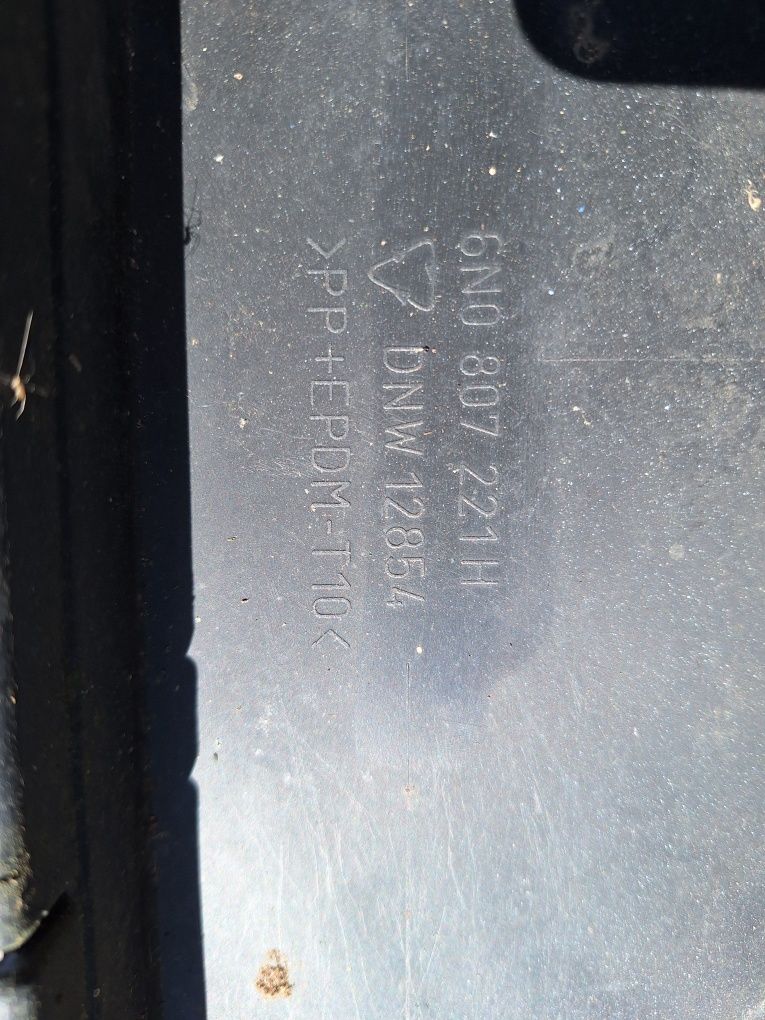 6N0 807 221H
DNW 12854
>PP+EPDM-T10<